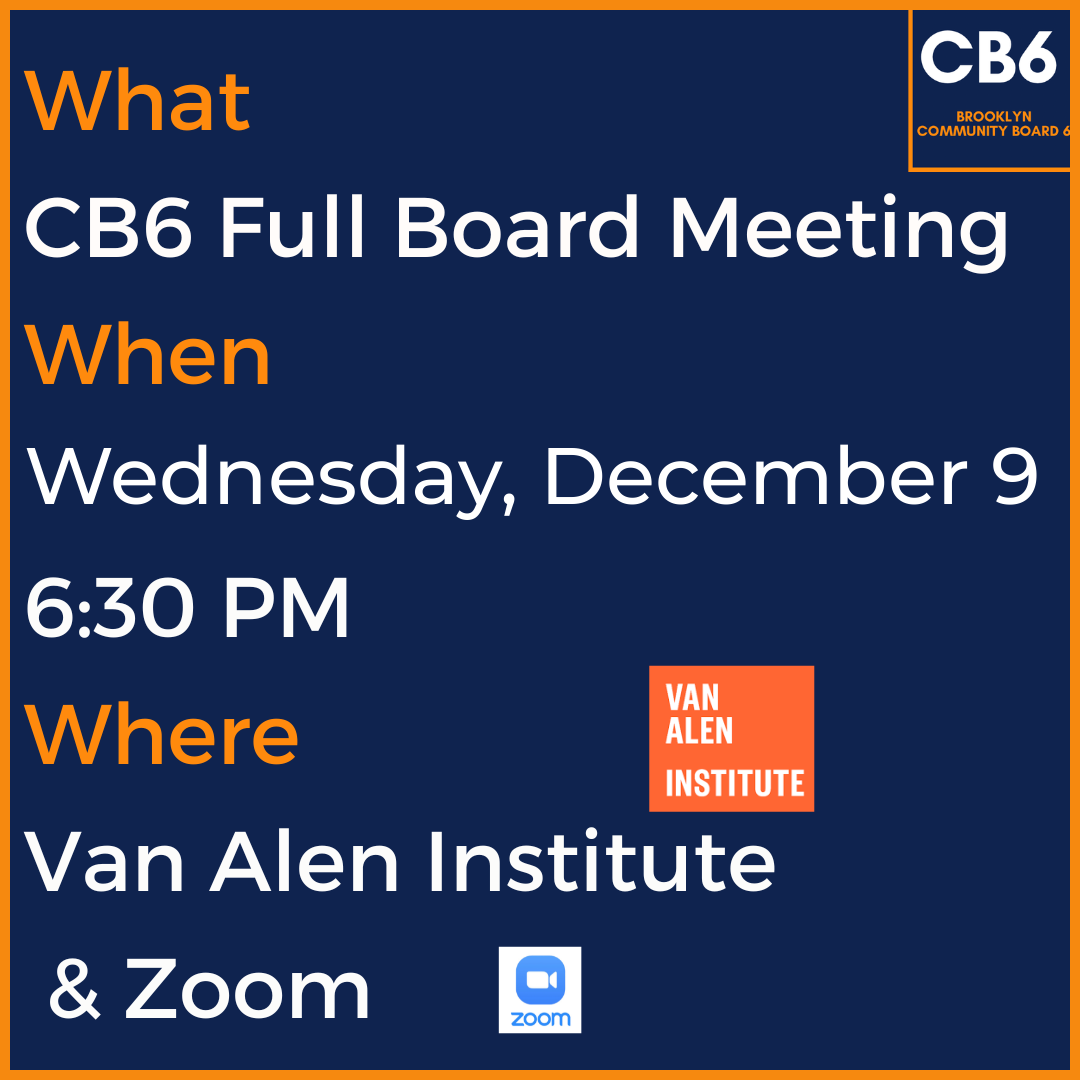 What
CB6
BROOKLYN
COMMUNITY BOARD 6
CB6 Full Board Meeting
When
Wednesday, December 9
6:30 PM
Where
VAN
ALEN
INSTITUTE
Van Alen Institute
& Zoom
zoom